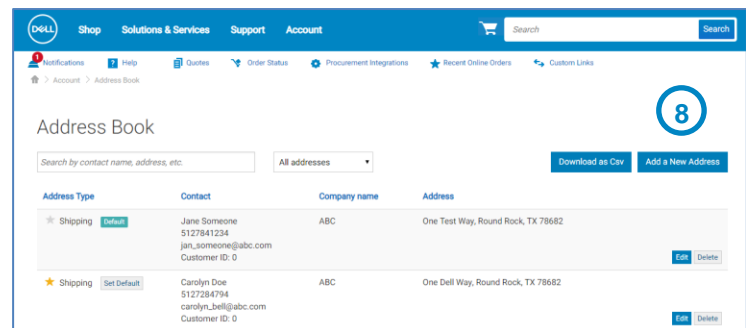 DELL Shop Solutions & Services Support Account Search Search
1 Notifications ? Help Quotes Order Status Procurement Integrations Recent Online Orders Custom Links
> Account > Address Book
8
Address Book
Search by contact name, address, etc. All addresses Download as Csv Add a New Address
Address Type Contact Company name Address
Shipping Default Jane Someone ABC One Test Way, Round Rock, TX 78682
5127841234
jan_someone@abc.com
Customer ID: 0
Edit Delete
Shipping Set Default Carolyn Doe ABC One Dell Way, Round Rock, TX 78682
5127284794
carolyn_bell@abc.com
Customer ID: 0
Edit Delete